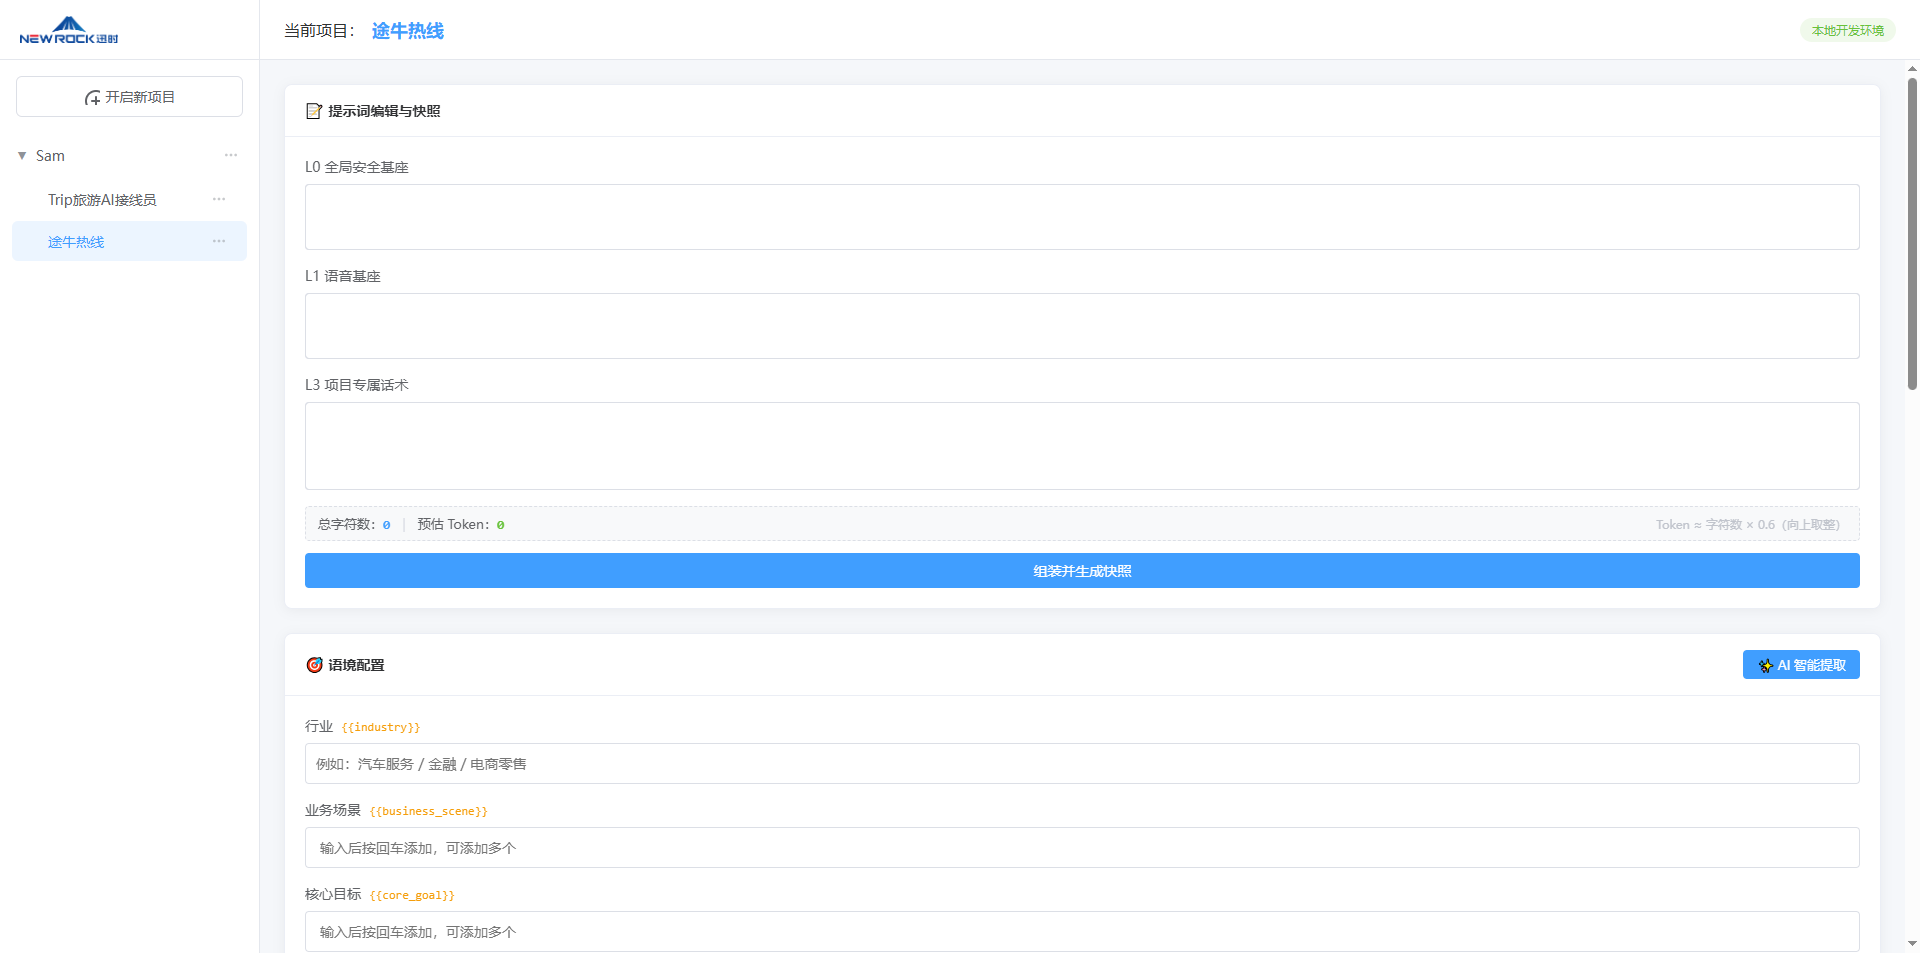 NEWROCK迅时
当前项目： 途牛热线
本地开发环境
开启新项目
Sam
Trip旅游AI接线员
途牛热线
提示词编辑与快照
L0 全局安全基座
L1 语音基座
L3 项目专属话术
总字符数：0 | 预估 Token：0
Token ≈ 字符数 × 0.6（向上取整）
组装并生成快照
语境配置
AI 智能提取
行业 {{industry}}
例如：汽车服务 / 金融 / 电商零售
业务场景 {{business_scene}}
输入后按回车添加，可添加多个
核心目标 {{core_goal}}
输入后按回车添加，可添加多个